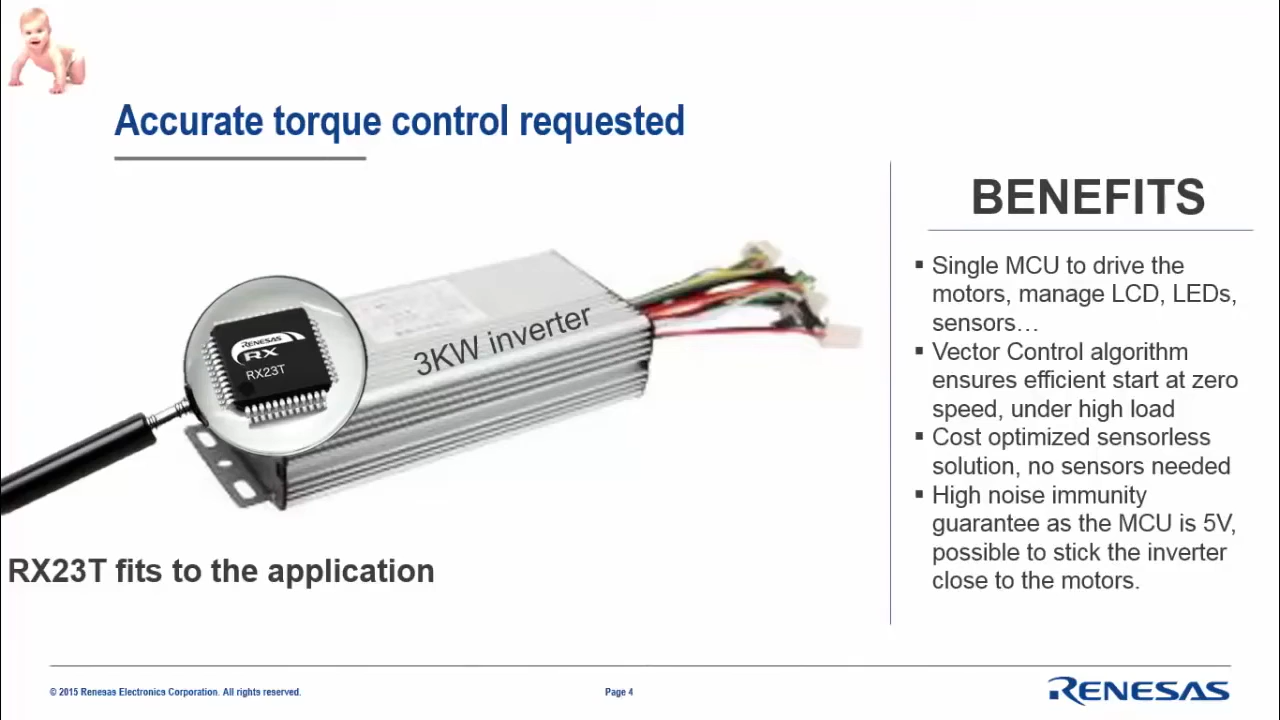 Accurate torque control requested
BENEFITS
▪ Single MCU to drive the
motors, manage LCD, LEDs,
sensors…
▪ Vector Control algorithm
ensures efficient start at zero
speed, under high load
▪ Cost optimized sensorless
solution, no sensors needed
▪ High noise immunity
guarantee as the MCU is 5V,
possible to stick the inverter
close to the motors.
3KW inverter
RENESAS
RX
RX23T
RX23T fits to the application
© 2015 Renesas Electronics Corporation. All rights reserved.
Page 4
RENESAS